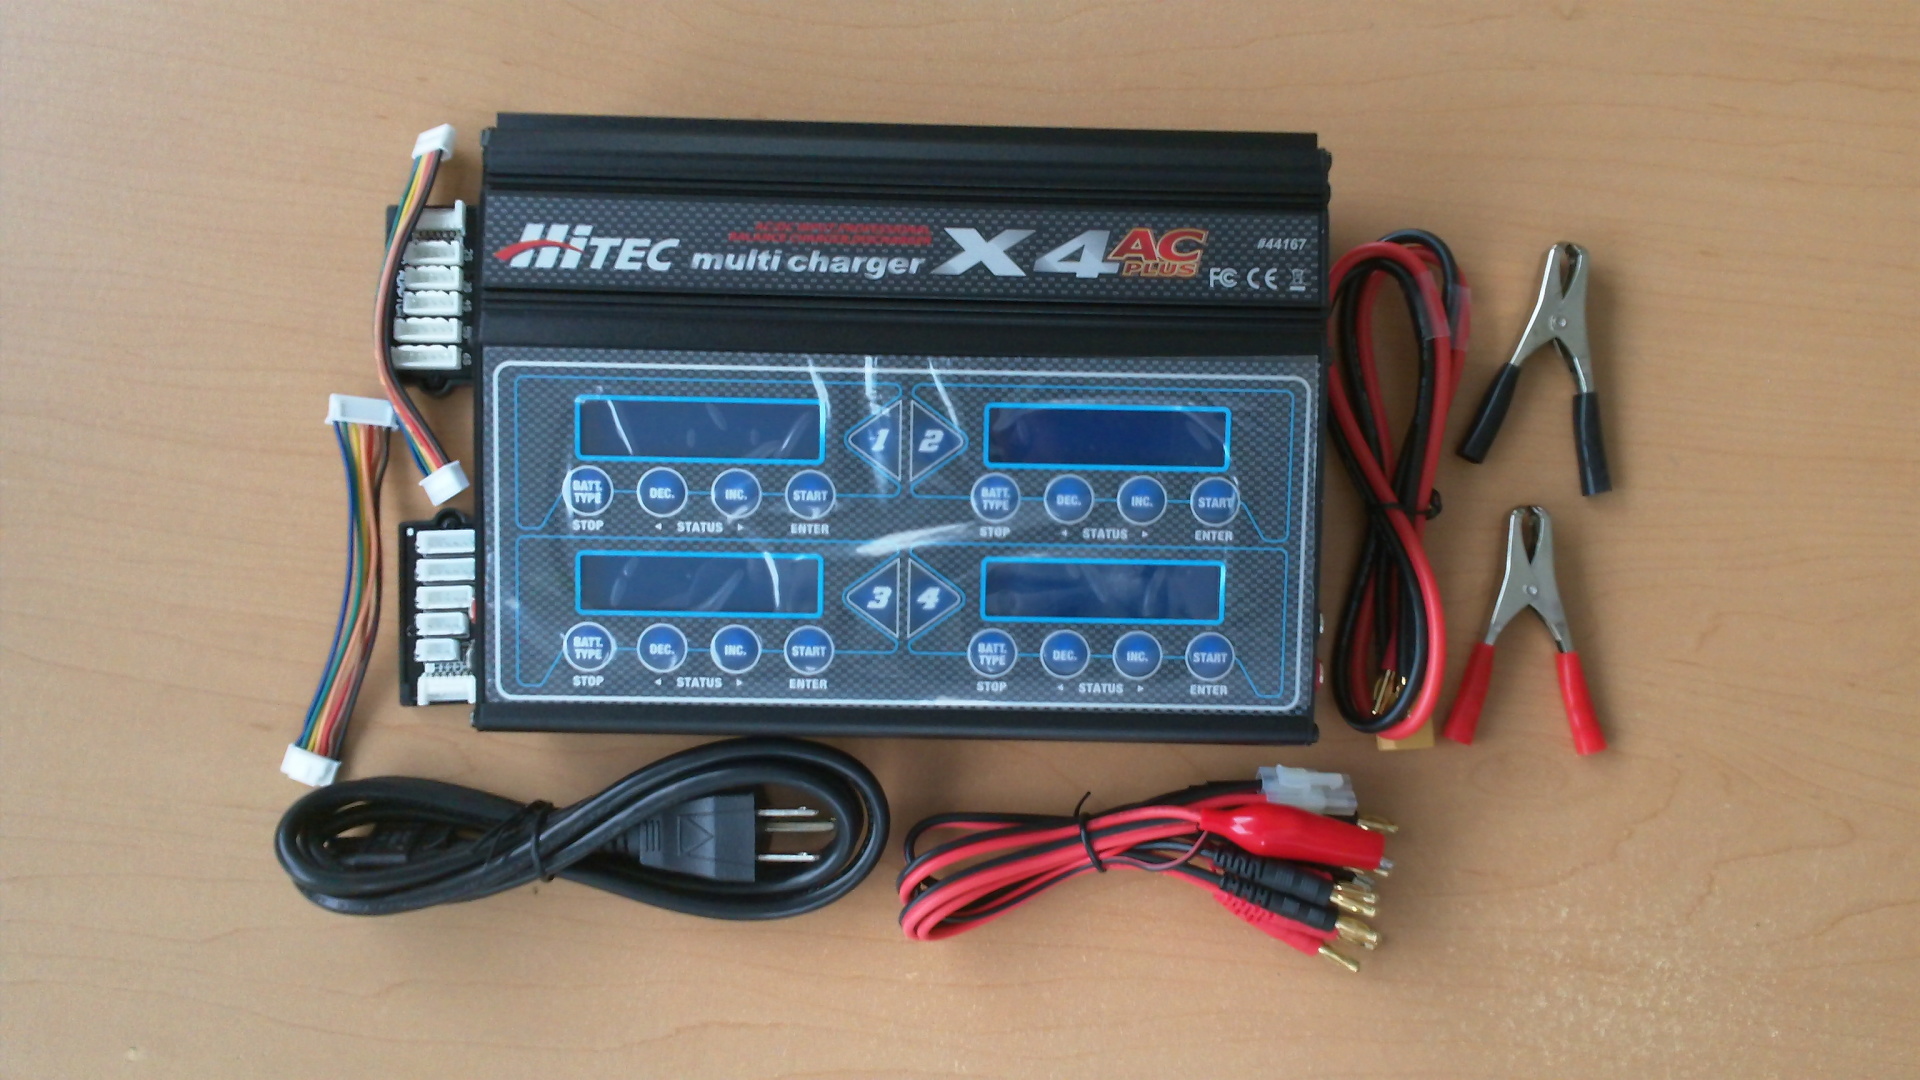 HiTEC multi charger X4 AC PLUS #44167
FC CE
1 2
BATT. TYPE DEC. INC. START
STOP ◄ STATUS ► ENTER
BATT. TYPE DEC. INC. START
STOP ◄ STATUS ► ENTER
3 4
BATT. TYPE DEC. INC. START
STOP ◄ STATUS ► ENTER
BATT. TYPE DEC. INC. START
STOP ◄ STATUS ► ENTER